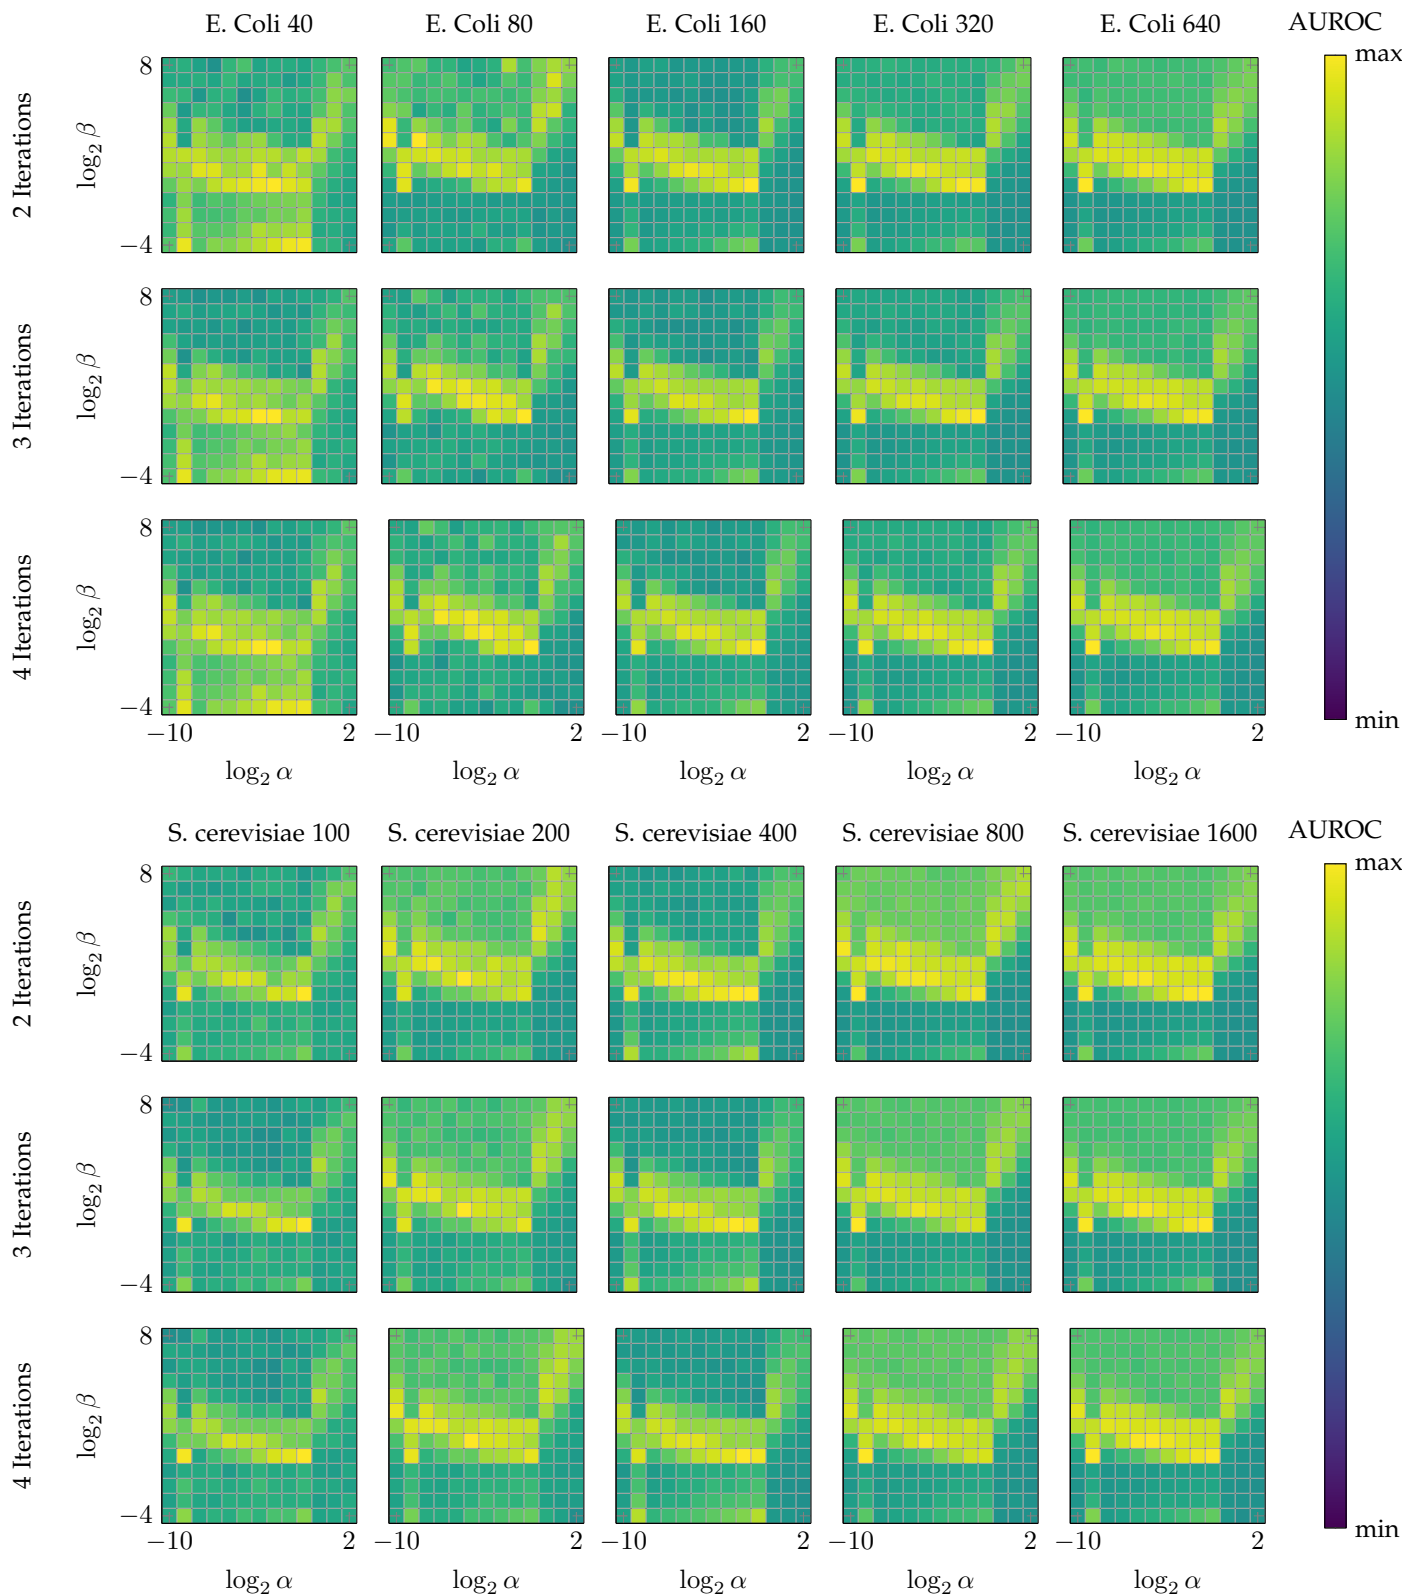 E. Coli 40 E. Coli 80 E. Coli 160 E. Coli 320 E. Coli 640 AUROC
max
8
2 Iterations
log₂ β
−4
8
3 Iterations
log₂ β
−4
8
4 Iterations
log₂ β
−4
min
−10 2 −10 2 −10 2 −10 2 −10 2
log₂ α log₂ α log₂ α log₂ α log₂ α
S. cerevisiae 100 S. cerevisiae 200 S. cerevisiae 400 S. cerevisiae 800 S. cerevisiae 1600 AUROC
max
8
2 Iterations
log₂ β
−4
8
3 Iterations
log₂ β
−4
8
4 Iterations
log₂ β
−4
min
−10 2 −10 2 −10 2 −10 2 −10 2
log₂ α log₂ α log₂ α log₂ α log₂ α